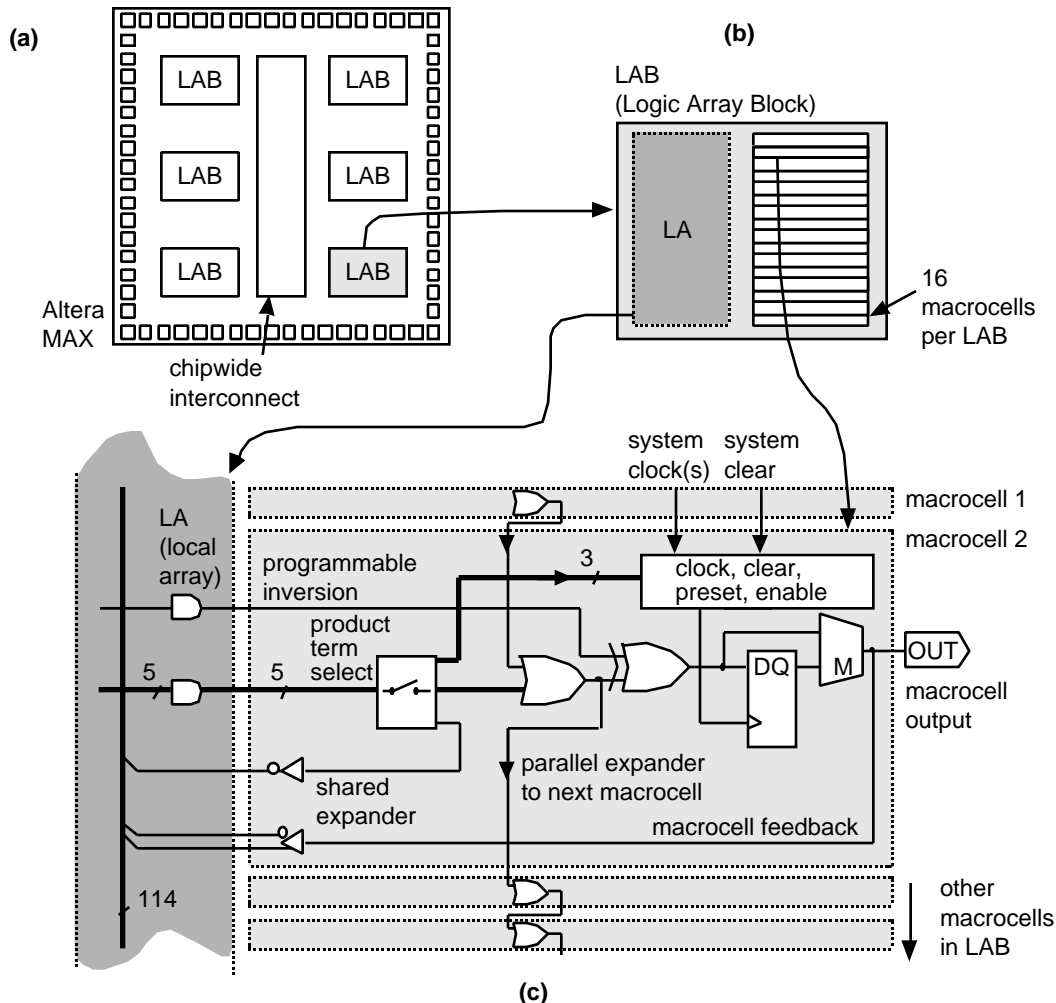 (a)
LAB
LAB
LAB
LAB
LAB
LAB
Altera
MAX
chipwide
interconnect
(b)
LAB
(Logic Array Block)
LA
16
macrocells
per LAB
system
clock(s)
system
clear
macrocell 1
macrocell 2
LA
(local
array)
programmable
inversion
3
clock, clear,
preset, enable
product
term
select
5
5
DQ
M
OUT
macrocell
output
shared
expander
parallel expander
to next macrocell
macrocell feedback
114
other
macrocells
in LAB
(c)